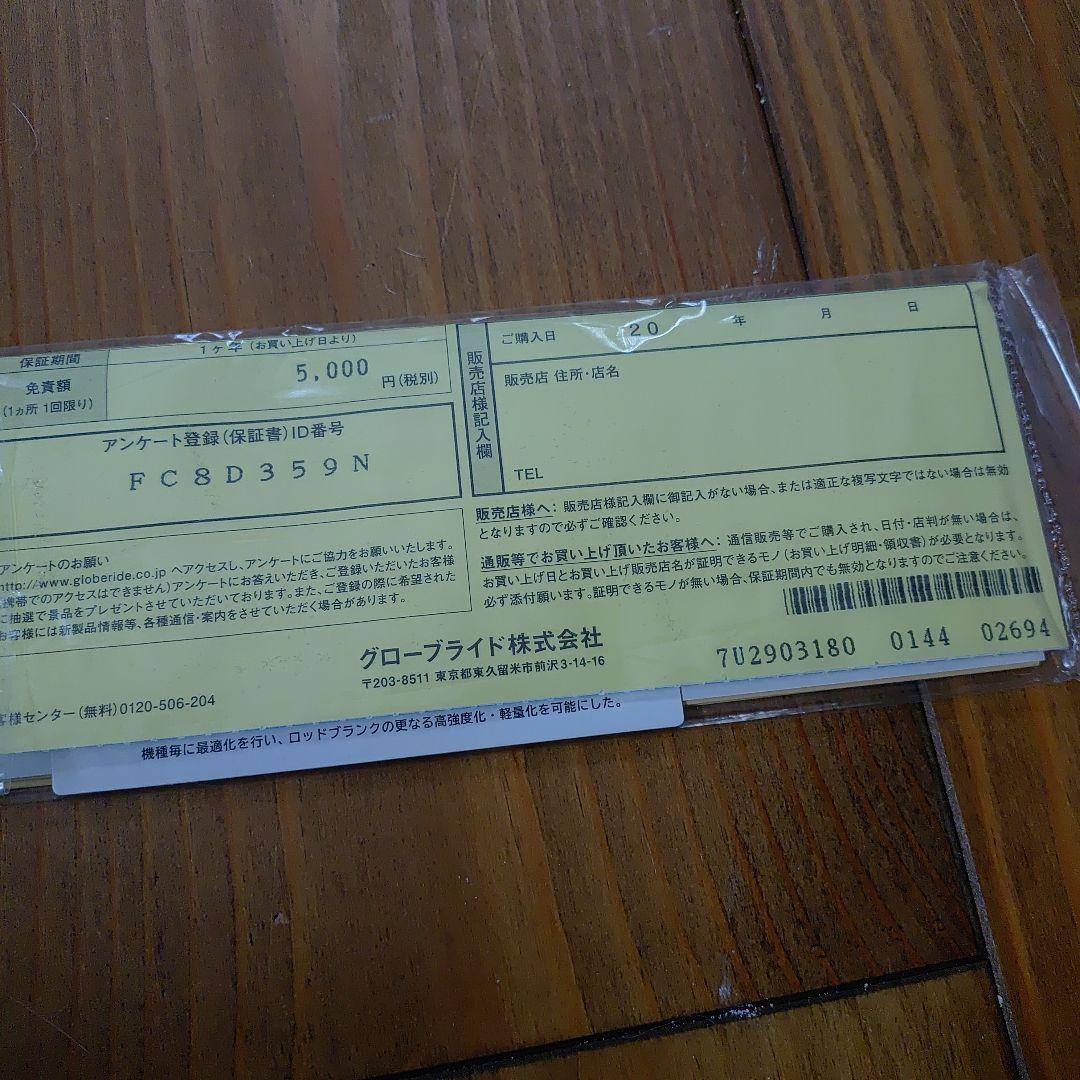 保証期間
1ヶ年(お買い上げ日より)
免責額
(1ヵ所 1回限り)
5,000 円(税別)
アンケート登録(保証書)ID番号
FC8D359N
アンケートのお願い
http://www.globeride.co.jp へアクセスし、アンケートにご協力をお願いいたします。
携帯でのアクセスはできません)アンケートにお答えいただき、ご登録いただいたお客様
に抽選で景品をプレゼントさせていただいております。また、ご登録の際に希望された
お客様には新製品情報等、各種通信・案内をさせていただく場合があります。
販売店様記入欄
ご購入日 20 年 月 日
販売店 住所・店名
TEL
販売店様へ:販売店様記入欄に御記入がない場合、または適正な複写文字ではない場合は無効
となりますので必ずご確認ください。
通販等でお買い上げ頂いたお客様へ:通信販売等でご購入され、日付・店判が無い場合は、
お買い上げ日とお買い上げ販売店名が証明できるモノ(お買い上げ明細・領収書)が必要となります。
必ず添付願います。証明できるモノが無い場合、保証期間内でも無効となりますのでご注意ください。
グローブライド株式会社
〒203-8511 東京都東久留米市前沢3-14-16
7U2903180 0144 02694
客様センター(無料)0120-506-204
機種毎に最適化を行い、ロッドブランクの更なる高強度化・軽量化を可能にした。